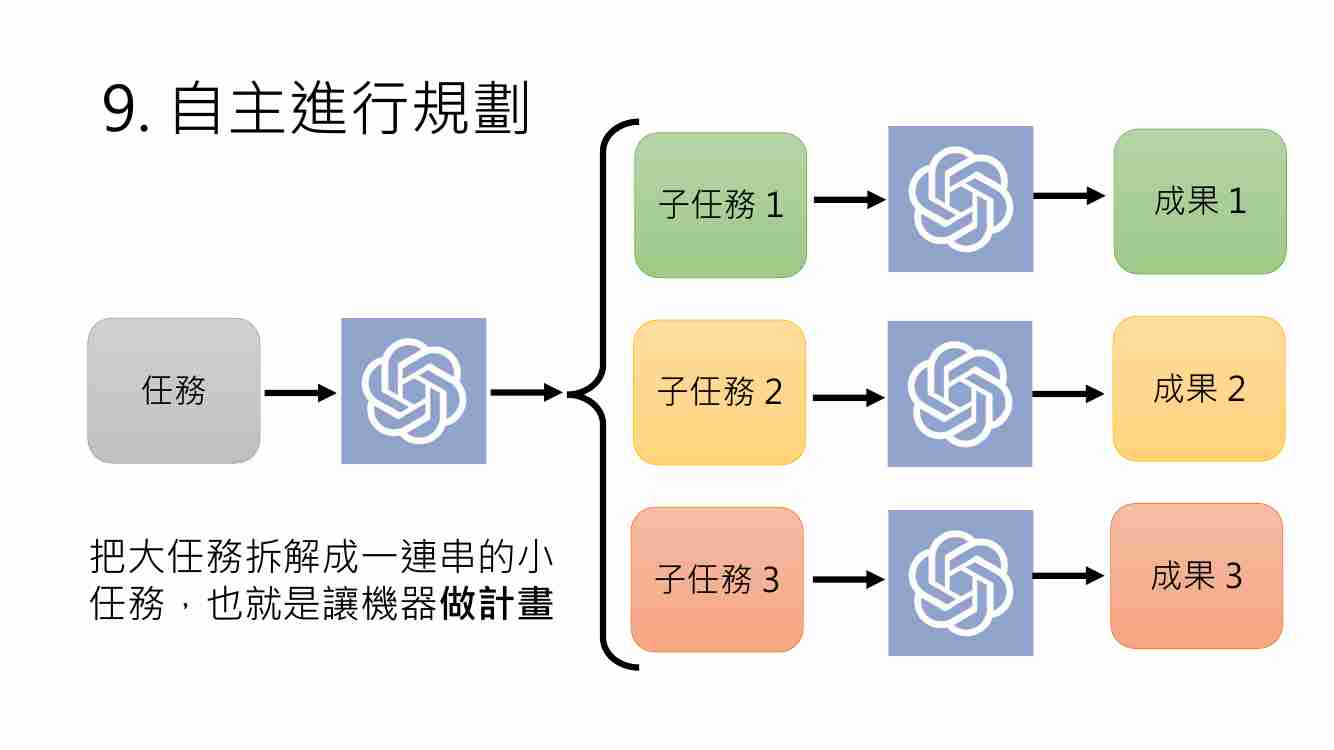 9. 自主進行規劃
子任務 1
成果 1
任務
子任務 2
成果 2
子任務 3
成果 3
把大任務拆解成一連串的小
任務，也就是讓機器做計畫